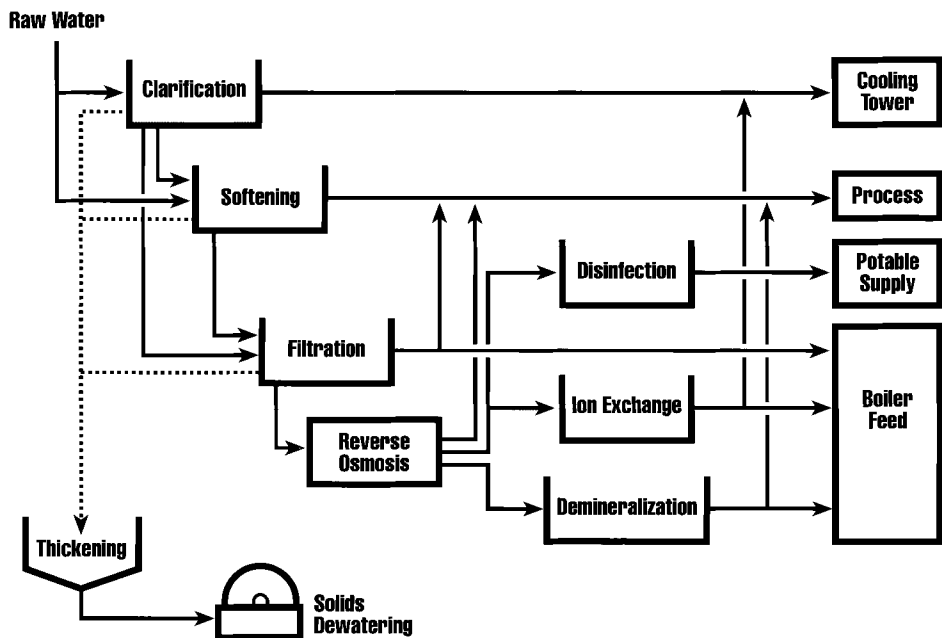 Raw Water
Clarification
Cooling
Tower
Softening
Process
Disinfection
Potable
Supply
Filtration
Ion Exchange
Boiler
Feed
Reverse
Osmosis
Demineralization
Thickening
Solids
Dewatering